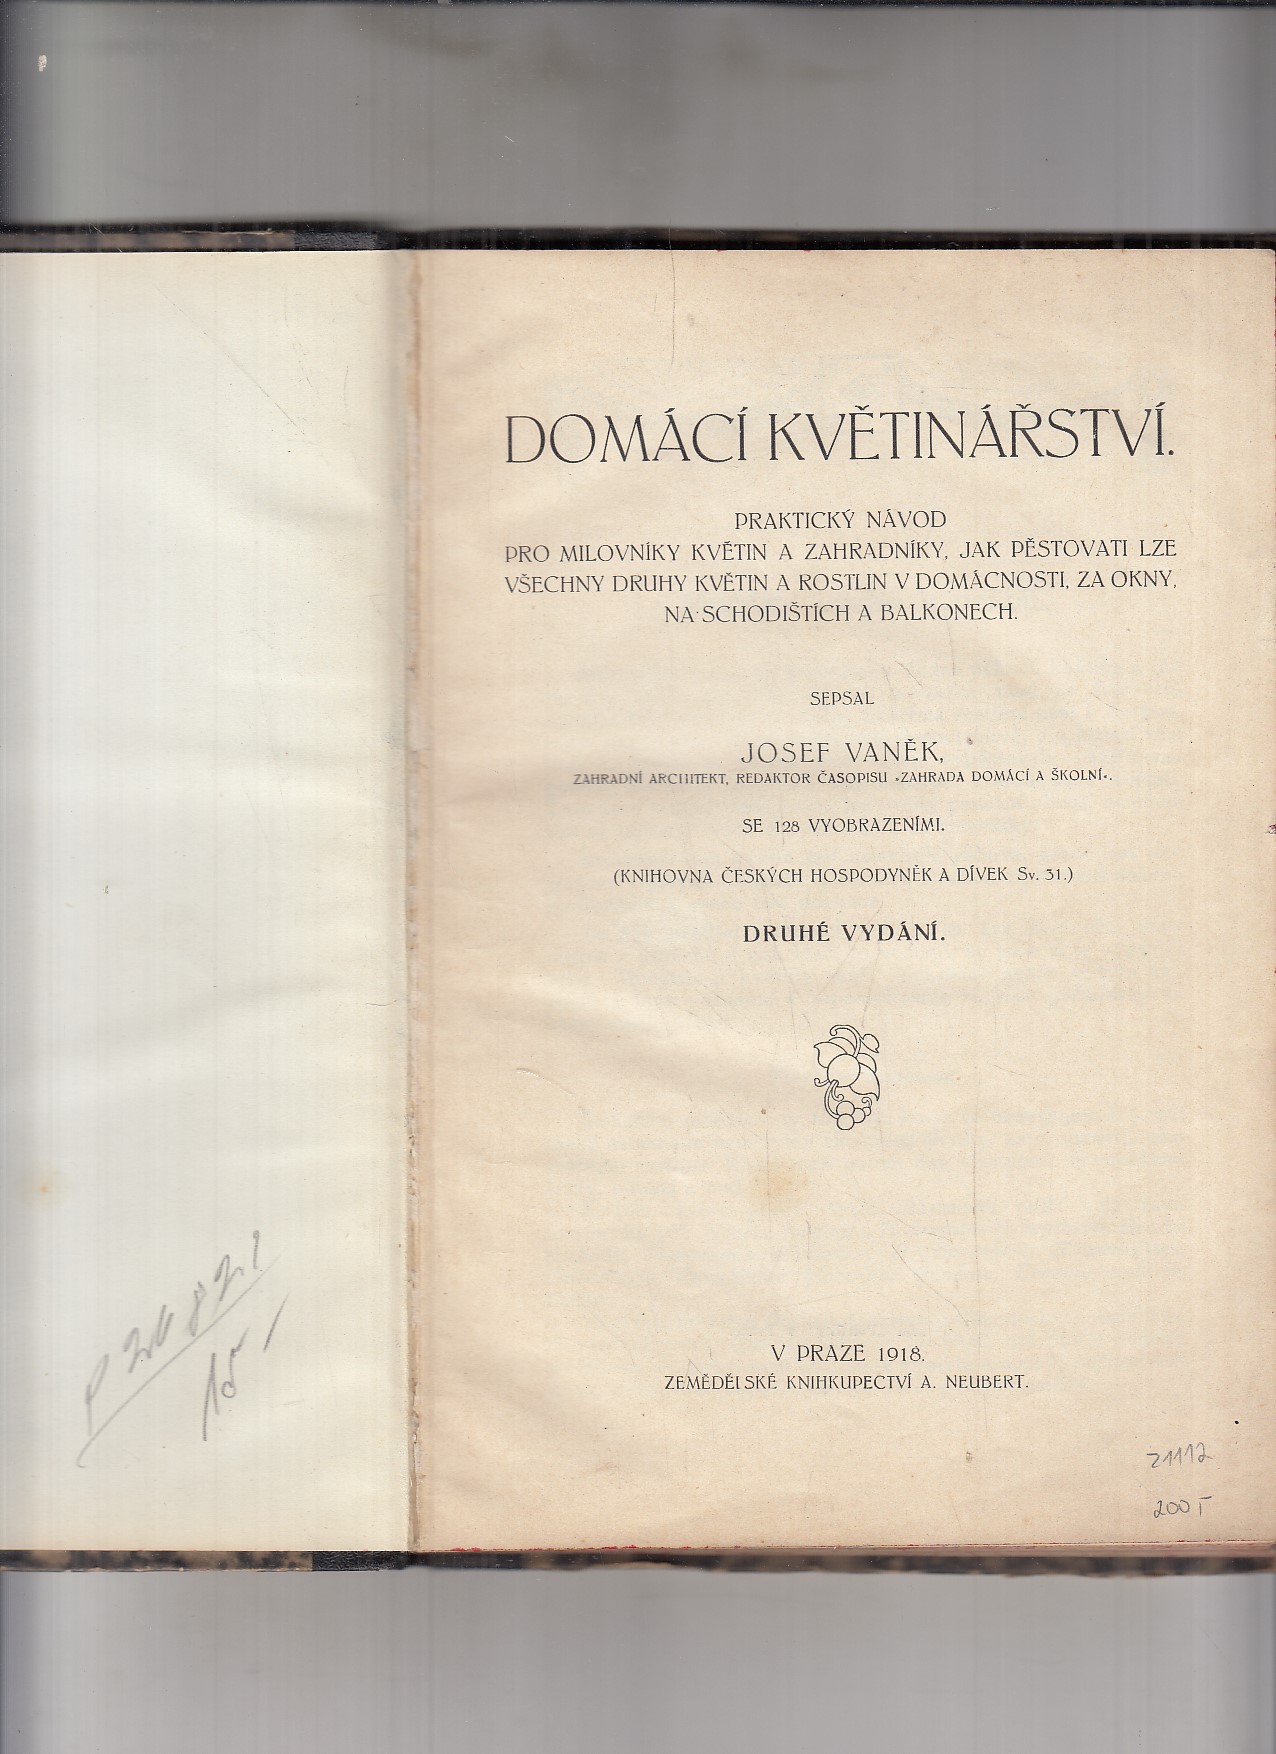 DOMÁCÍ KVĚTINÁŘSTVÍ.
PRAKTICKÝ NÁVOD
PRO MILOVNÍKY KVĚTIN A ZAHRADNÍKY, JAK PĚSTOVATI LZE
VŠECHNY DRUHY KVĚTIN A ROSTLIN V DOMÁCNOSTI, ZA OKNY,
NA SCHODIŠTÍCH A BALKONECH.
SEPSAL
JOSEF VANĚK,
ZAHRADNÍ ARCHITEKT, REDAKTOR ČASOPISU »ZAHRADA DOMÁCÍ A ŠKOLNÍ«.
SE 128 VYOBRAZENÍMI.
(KNIHOVNA ČESKÝCH HOSPODYNĚK A DÍVEK Sv. 31.)
DRUHÉ VYDÁNÍ.
V PRAZE 1918.
ZEMĚDĚLSKÉ KNIHKUPECTVÍ A. NEUBERT.
21112
200
15